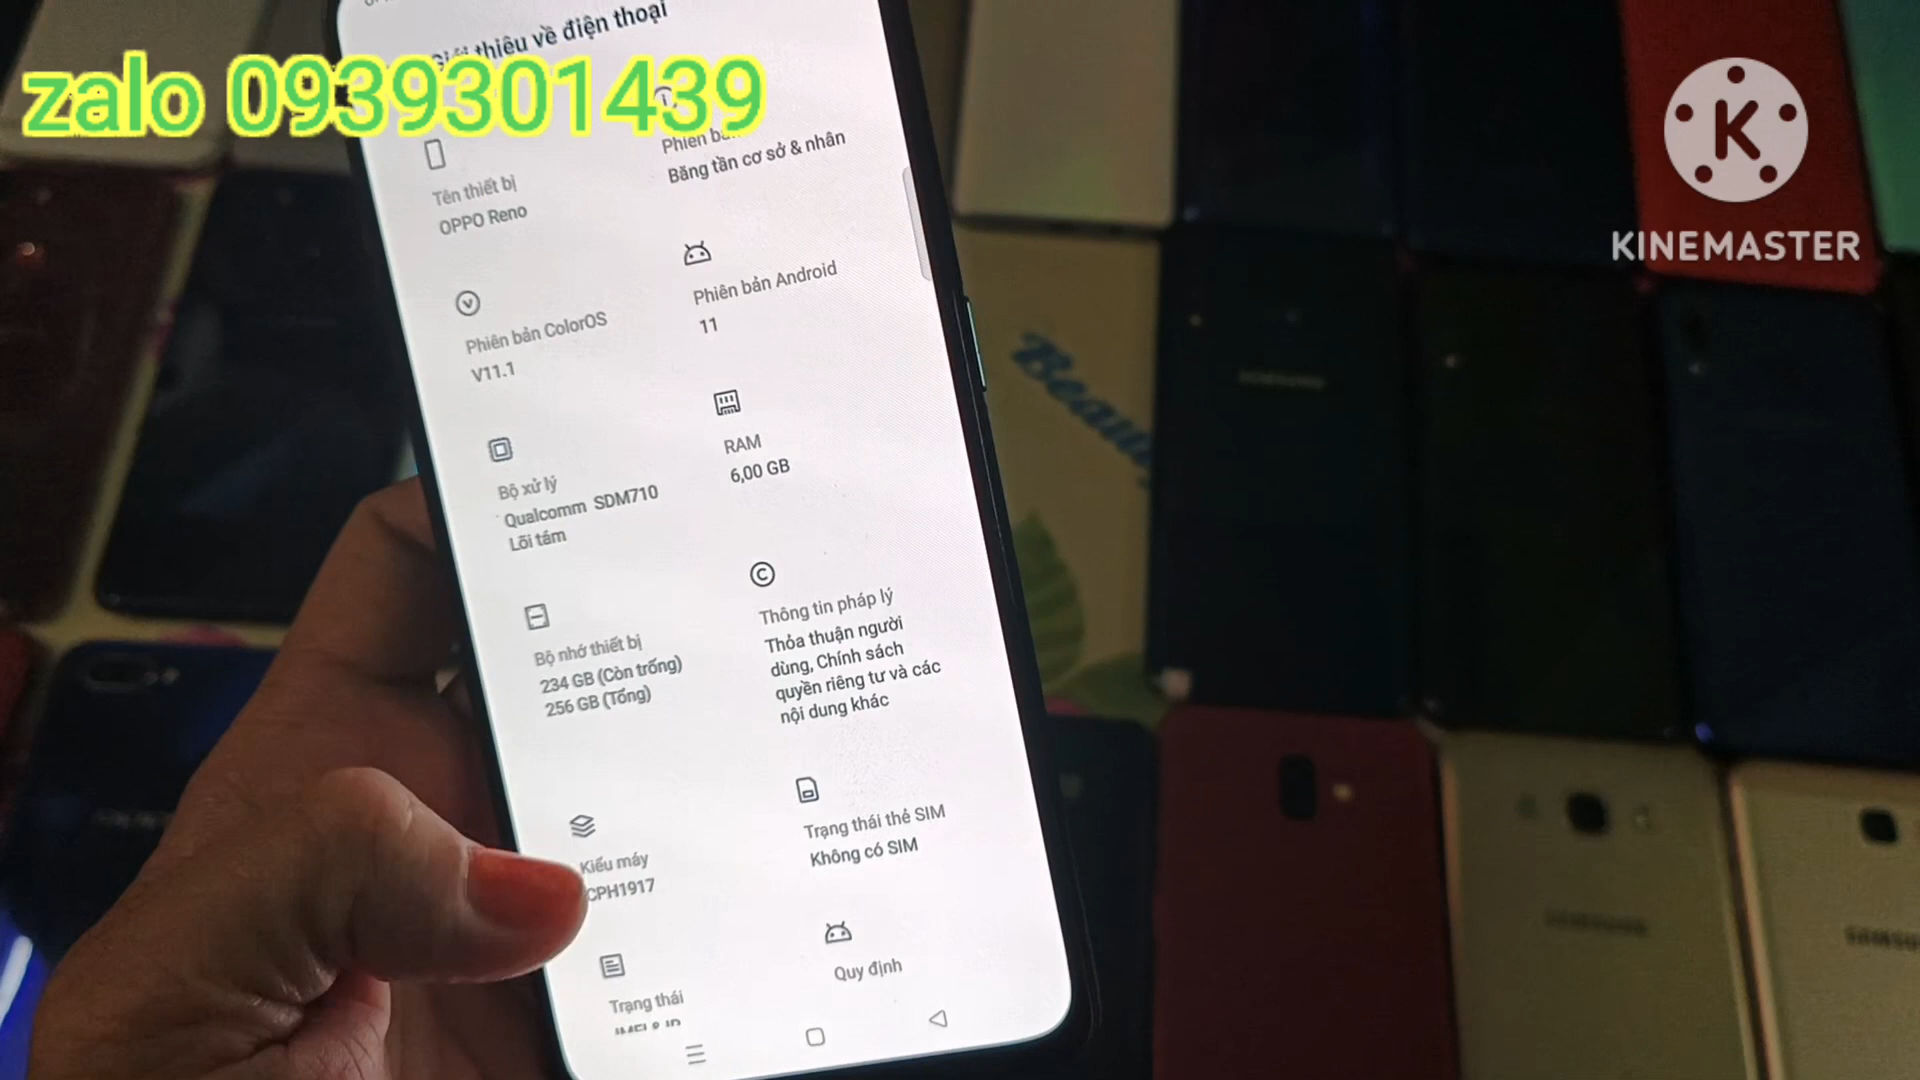 thiêu về điện thoại
zalo 0939301439
Tên thiết bị
OPPO Reno
Băng tần cơ sở & nhân
Phiên bản ColorOS
V11.1
Phiên bản Android
11
Bộ xử lý
Qualcomm SDM710
Lõi tám
RAM
6,00 GB
Bộ nhớ thiết bị
234 GB (Còn trống)
256 GB (Tổng)
Thông tin pháp lý
Thỏa thuận người
dùng, Chính sách
quyền riêng tư và các
nội dung khác
Kiểu máy
CPH1917
Trạng thái thẻ SIM
Không có SIM
Trạng thái
Quy định
K
KINEMASTER
SAMSUNG
SAMSUNG